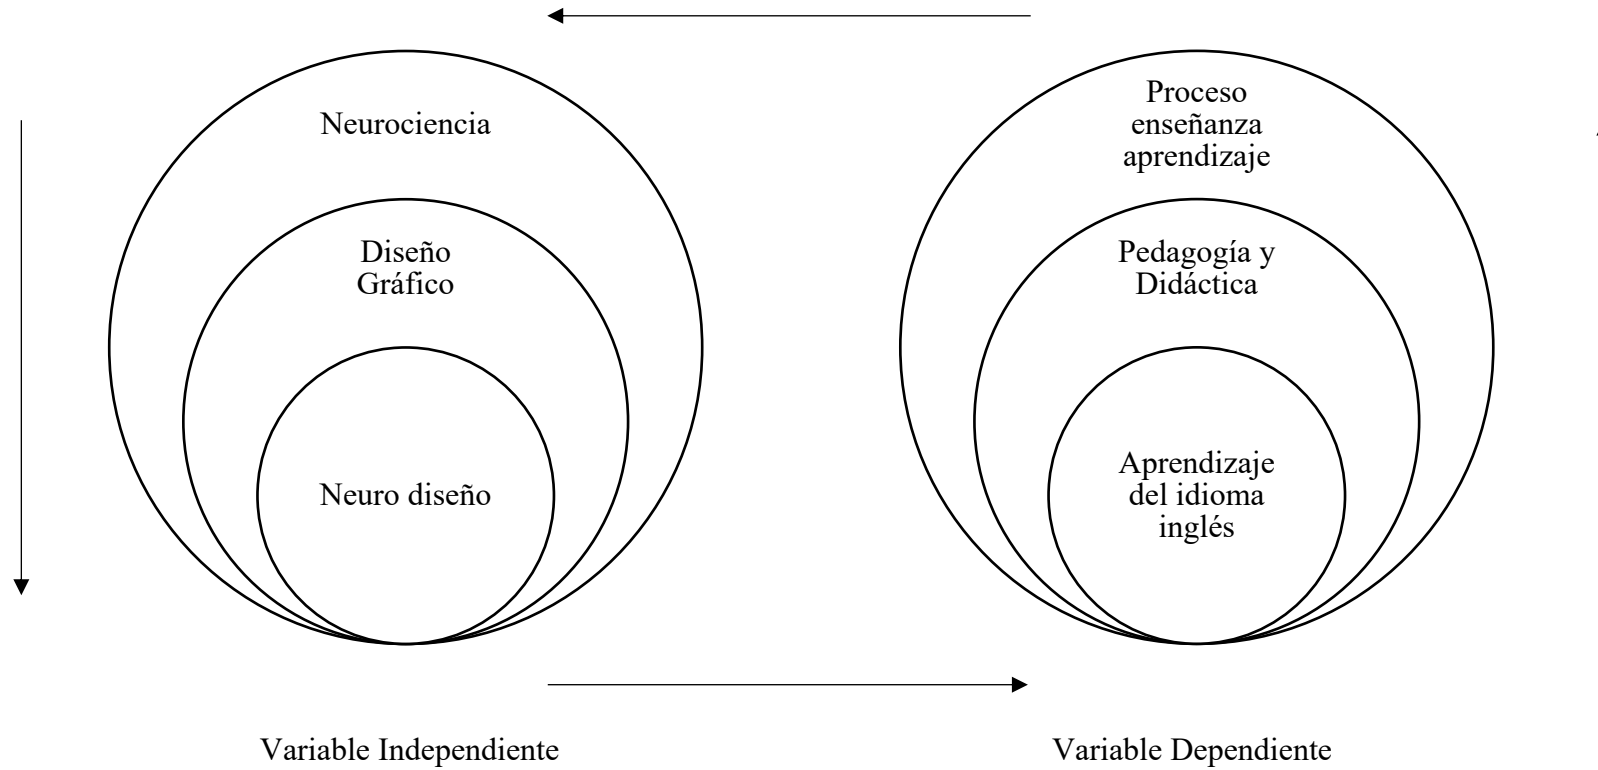 Neurociencia
Diseño
Gráfico
Neuro diseño
Proceso
enseñanza
aprendizaje
Pedagogía y
Didáctica
Aprendizaje
del idioma
inglés
Variable Independiente
Variable Dependiente